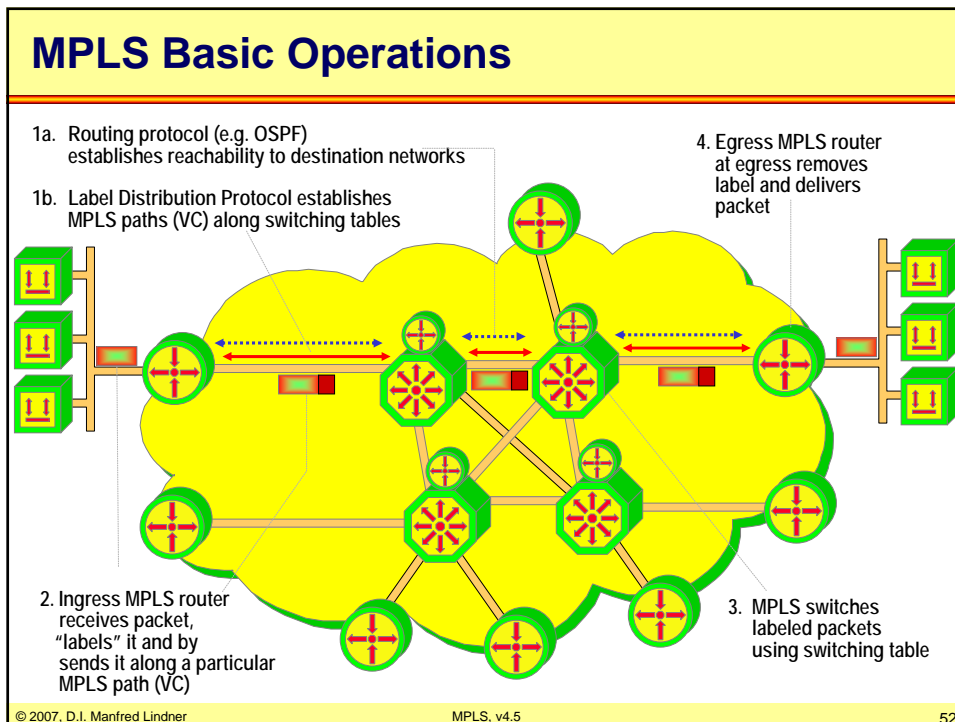 MPLS Basic Operations
1a. Routing protocol (e.g. OSPF)
establishes reachability to destination networks
1b. Label Distribution Protocol establishes
MPLS paths (VC) along switching tables
4. Egress MPLS router
at egress removes
label and delivers
packet
2. Ingress MPLS router
receives packet,
"labels" it and by
sends it along a particular
MPLS path (VC)
3. MPLS switches
labeled packets
using switching table
© 2007, D.I. Manfred Lindner
MPLS, v4.5
52